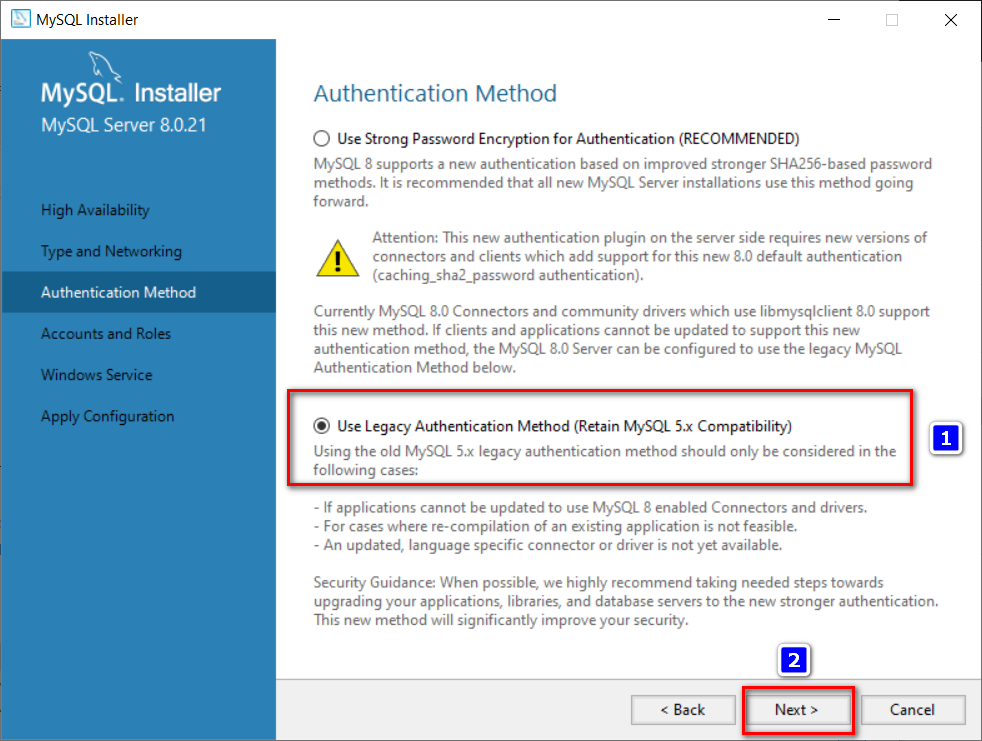 MySQL Installer
MySQL. Installer
MySQL Server 8.0.21
High Availability
Type and Networking
Authentication Method
Accounts and Roles
Windows Service
Apply Configuration
Authentication Method
Use Strong Password Encryption for Authentication (RECOMMENDED)
MySQL 8 supports a new authentication based on improved stronger SHA256-based password
methods. It is recommended that all new MySQL Server installations use this method going
forward.
Attention: This new authentication plugin on the server side requires new versions of
connectors and clients which add support for this new 8.0 default authentication
(caching_sha2_password authentication).
Currently MySQL 8.0 Connectors and community drivers which use libmysqlclient 8.0 support
this new method. If clients and applications cannot be updated to support this new
authentication method, the MySQL 8.0 Server can be configured to use the legacy MySQL
Authentication Method below.
Use Legacy Authentication Method (Retain MySQL 5.x Compatibility)
Using the old MySQL 5.x legacy authentication method should only be considered in the
following cases:
1
- If applications cannot be updated to use MySQL 8 enabled Connectors and drivers.
- For cases where re-compilation of an existing application is not feasible.
- An updated, language specific connector or driver is not yet available.
Security Guidance: When possible, we highly recommend taking needed steps towards
upgrading your applications, libraries, and database servers to the new stronger authentication.
This new method will significantly improve your security.
2
< Back
Next >
Cancel